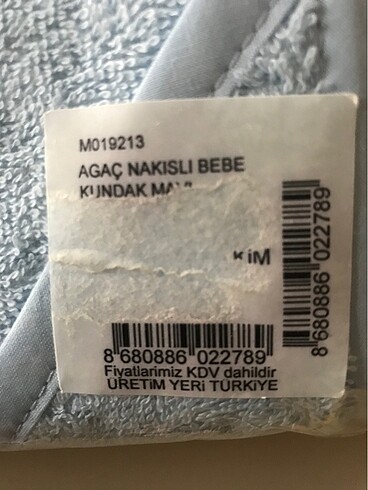 M019213
AGAÇ NAKISLI BEBE
KUNDAK
8 680886 022789
8 680886 022789
Fiyatlarimiz KDV dahildir
ÜRETİM YERİ TÜRKİYE